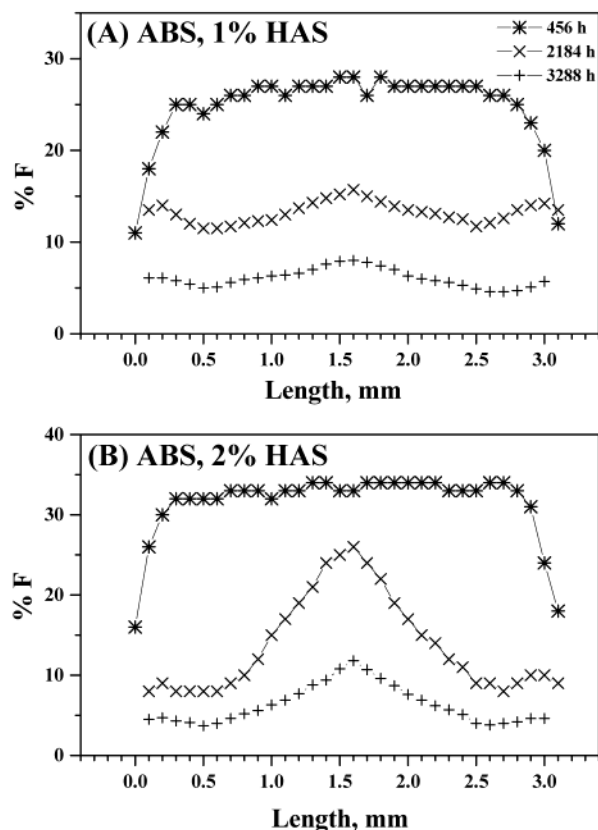 (A) ABS, 1% HAS
456 h
2184 h
3288 h
30
20
10
0
% F
0.0 0.5 1.0 1.5 2.0 2.5 3.0
Length, mm
(B) ABS, 2% HAS
40
30
20
10
0
% F
0.0 0.5 1.0 1.5 2.0 2.5 3.0
Length, mm